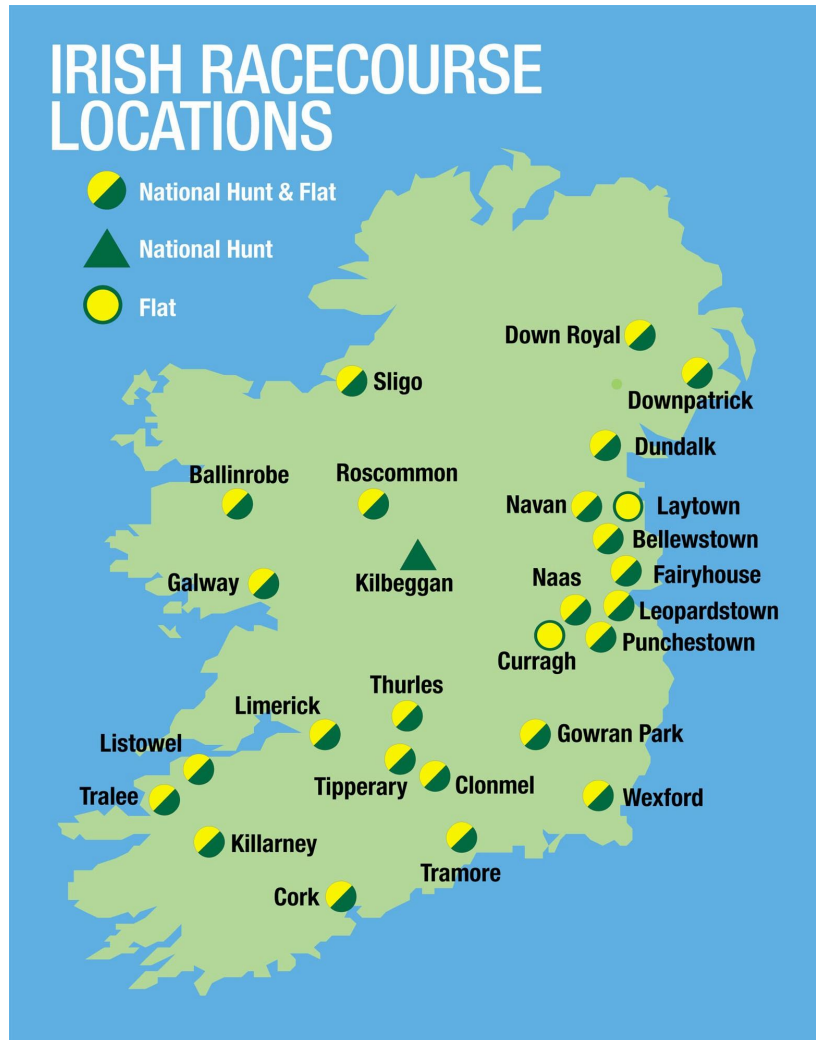 IRISH RACECOURSE
LOCATIONS
National Hunt & Flat
National Hunt
Flat
Down Royal
Sligo
Downpatrick
Dundalk
Ballinrobe
Roscommon
Navan
Laytown
Bellewstown
Galway
Kilbeggan
Naas
Fairyhouse
Leopardstown
Punchestown
Curragh
Thurles
Limerick
Gowran Park
Listowel
Tipperary
Clonmel
Tralee
Wexford
Killarney
Tramore
Cork